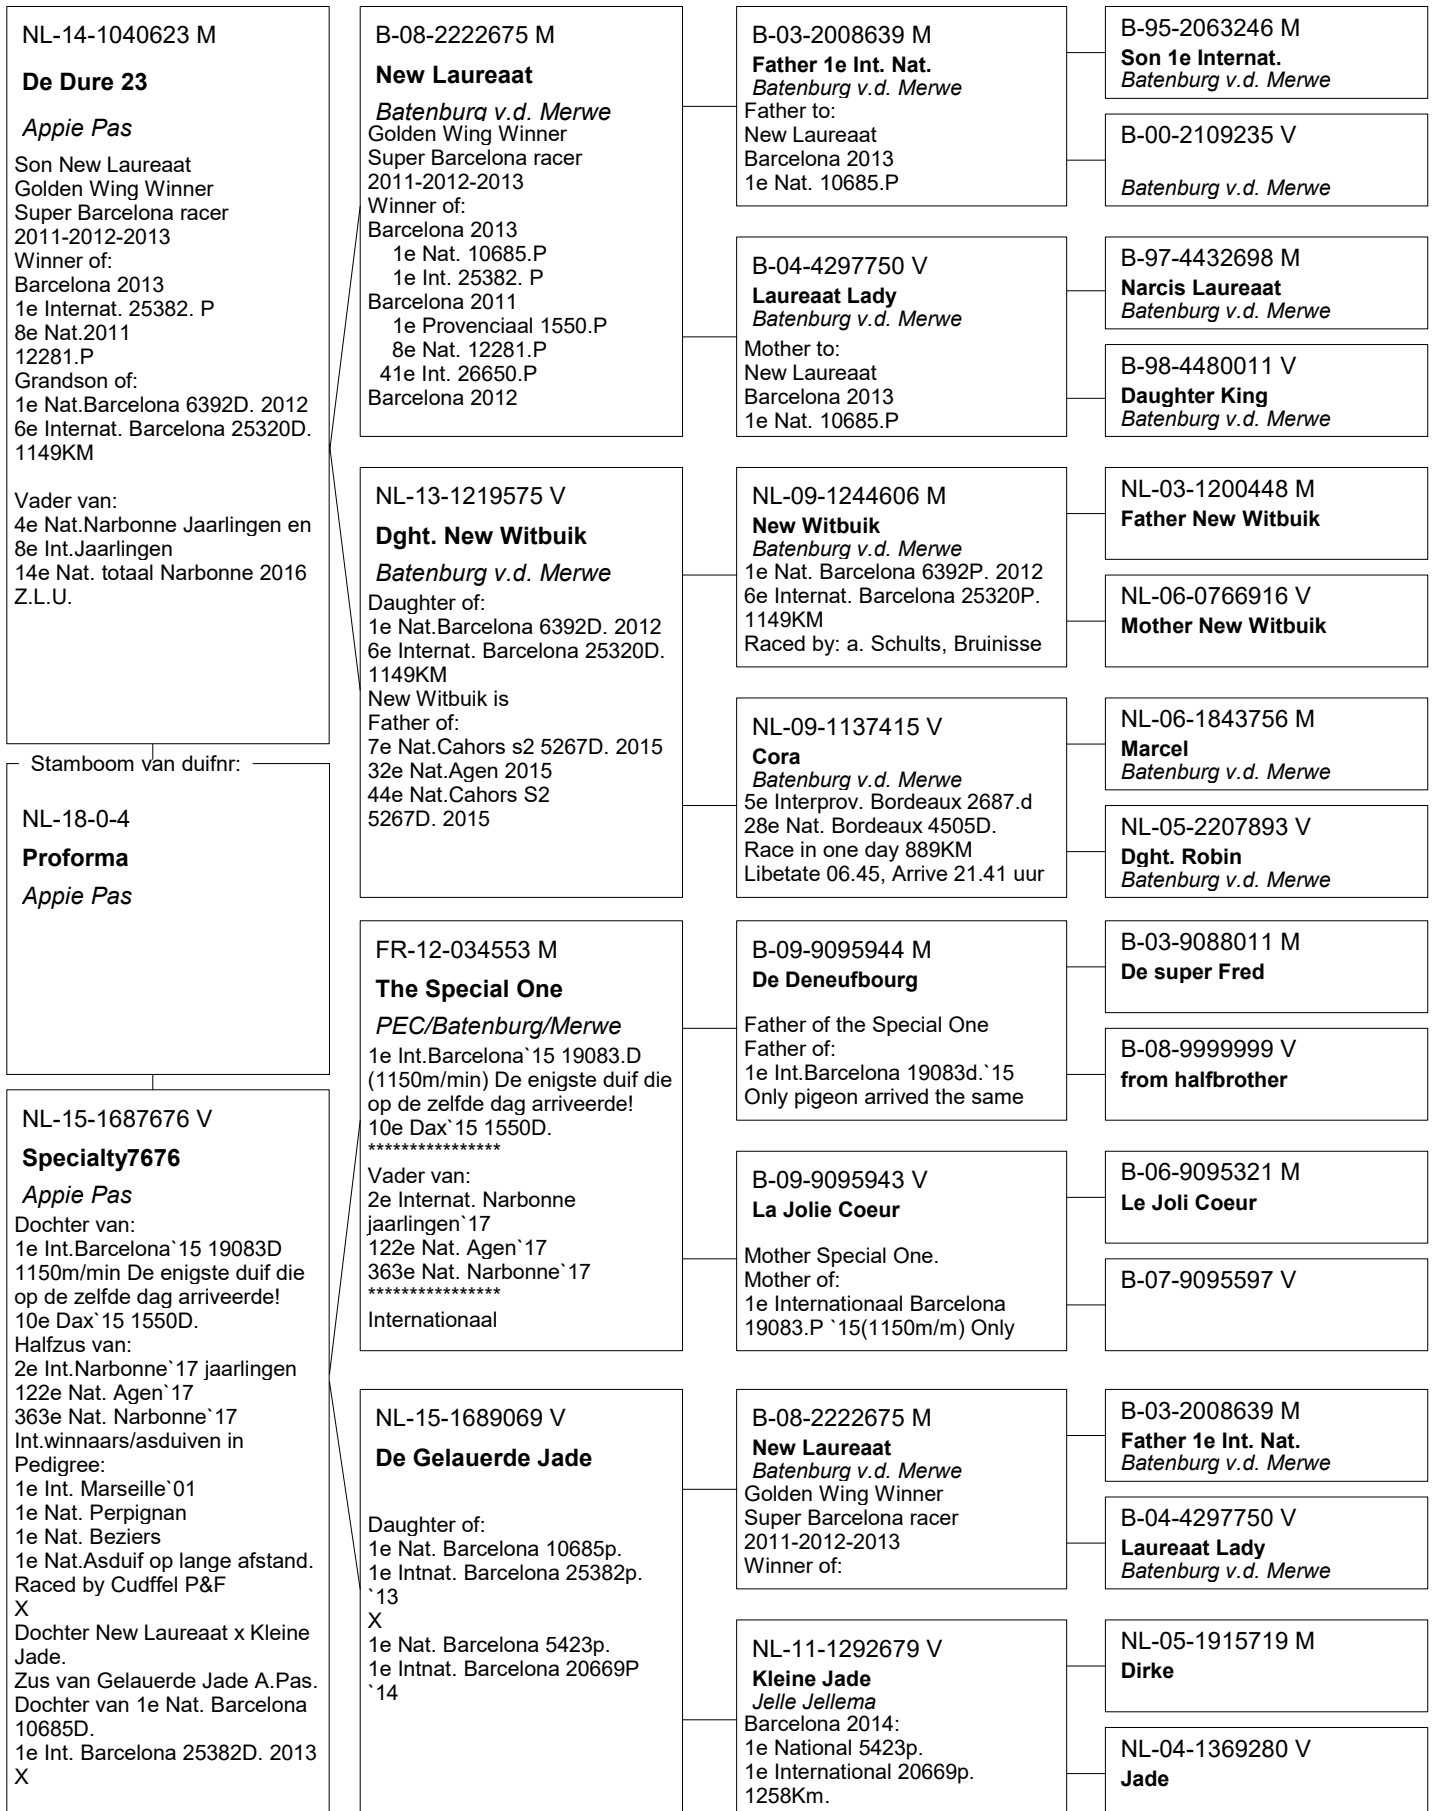 NL-14-1040623 M
De Dure 23
Appie Pas
Son New Laureaat
Golden Wing Winner
Super Barcelona racer
2011-2012-2013
Winner of:
Barcelona 2013
1e Internat. 25382. P
8e Nat.2011
12281.P
Grandson of:
1e Nat.Barcelona 6392D. 2012
6e Internat. Barcelona 25320D.
1149KM
Vader van:
4e Nat.Narbonne Jaarlingen en
8e Int.Jaarlingen
14e Nat. totaal Narbonne 2016
Z.L.U.
Stamboom van duifnr:
NL-18-0-4
Proforma
Appie Pas
NL-15-1687676 V
Specialty7676
Appie Pas
Dochter van:
1e Int.Barcelona`15 19083D
1150m/min De enigste duif die
op de zelfde dag arriveerde!
10e Dax`15 1550D.
Halfzus van:
2e Int.Narbonne`17 jaarlingen
122e Nat. Agen`17
363e Nat. Narbonne`17
Int.winnaars/asduiven in
Pedigree:
1e Int. Marseille`01
1e Nat. Perpignan
1e Nat. Beziers
1e Nat.Asduif op lange afstand.
Raced by Cudffel P&F
X
Dochter New Laureaat x Kleine
Jade.
Zus van Gelauerde Jade A.Pas.
Dochter van 1e Nat. Barcelona
10685D.
1e Int. Barcelona 25382D. 2013
X
B-08-2222675 M
New Laureaat
Batenburg v.d. Merwe
Golden Wing Winner
Super Barcelona racer
2011-2012-2013
Winner of:
Barcelona 2013
1e Nat. 10685.P
1e Int. 25382. P
Barcelona 2011
1e Provenciaal 1550.P
8e Nat. 12281.P
41e Int. 26650.P
Barcelona 2012
NL-13-1219575 V
Dght. New Witbuik
Batenburg v.d. Merwe
Daughter of:
1e Nat.Barcelona 6392D. 2012
6e Internat. Barcelona 25320D.
1149KM
New Witbuik is
Father of:
7e Nat.Cahors s2 5267D. 2015
32e Nat.Agen 2015
44e Nat.Cahors S2
5267D. 2015
FR-12-034553 M
The Special One
PEC/Batenburg/Merwe
1e Int.Barcelona`15 19083.D
(1150m/min) De enigste duif die
op de zelfde dag arriveerde!
10e Dax`15 1550D.
****************
Vader van:
2e Internat. Narbonne
jaarlingen`17
122e Nat. Agen`17
363e Nat. Narbonne`17
****************
Internationaal
NL-15-1689069 V
De Gelauerde Jade
Daughter of:
1e Nat. Barcelona 10685p.
1e Intnat. Barcelona 25382p.
`13
X
1e Nat. Barcelona 5423p.
1e Intnat. Barcelona 20669P
`14
B-03-2008639 M
Father 1e Int. Nat.
Batenburg v.d. Merwe
Father to:
New Laureaat
Barcelona 2013
1e Nat. 10685.P
B-04-4297750 V
Laureaat Lady
Batenburg v.d. Merwe
Mother to:
New Laureaat
Barcelona 2013
1e Nat. 10685.P
NL-09-1244606 M
New Witbuik
Batenburg v.d. Merwe
1e Nat. Barcelona 6392P. 2012
6e Internat. Barcelona 25320P.
1149KM
Raced by: a. Schults, Bruinisse
NL-09-1137415 V
Cora
Batenburg v.d. Merwe
5e Interprov. Bordeaux 2687.d
28e Nat. Bordeaux 4505D.
Race in one day 889KM
Libetate 06.45, Arrive 21.41 uur
B-09-9095944 M
De Deneufbourg
Father of the Special One
Father of:
1e Int.Barcelona 19083d.`15
Only pigeon arrived the same
B-09-9095943 V
La Jolie Coeur
Mother Special One.
Mother of:
1e Internationaal Barcelona
19083.P `15(1150m/m) Only
B-08-2222675 M
New Laureaat
Batenburg v.d. Merwe
Golden Wing Winner
Super Barcelona racer
2011-2012-2013
Winner of:
NL-11-1292679 V
Kleine Jade
Jelle Jellema
Barcelona 2014:
1e National 5423p.
1e International 20669p.
1258Km.
B-95-2063246 M
Son 1e Internat.
Batenburg v.d. Merwe
B-00-2109235 V
Batenburg v.d. Merwe
B-97-4432698 M
Narcis Laureaat
Batenburg v.d. Merwe
B-98-4480011 V
Daughter King
Batenburg v.d. Merwe
NL-03-1200448 M
Father New Witbuik
NL-06-0766916 V
Mother New Witbuik
NL-06-1843756 M
Marcel
Batenburg v.d. Merwe
NL-05-2207893 V
Dght. Robin
Batenburg v.d. Merwe
B-03-9088011 M
De super Fred
B-08-9999999 V
from halfbrother
B-06-9095321 M
Le Joli Coeur
B-07-9095597 V
B-03-2008639 M
Father 1e Int. Nat.
Batenburg v.d. Merwe
B-04-4297750 V
Laureaat Lady
Batenburg v.d. Merwe
NL-05-1915719 M
Dirke
NL-04-1369280 V
Jade